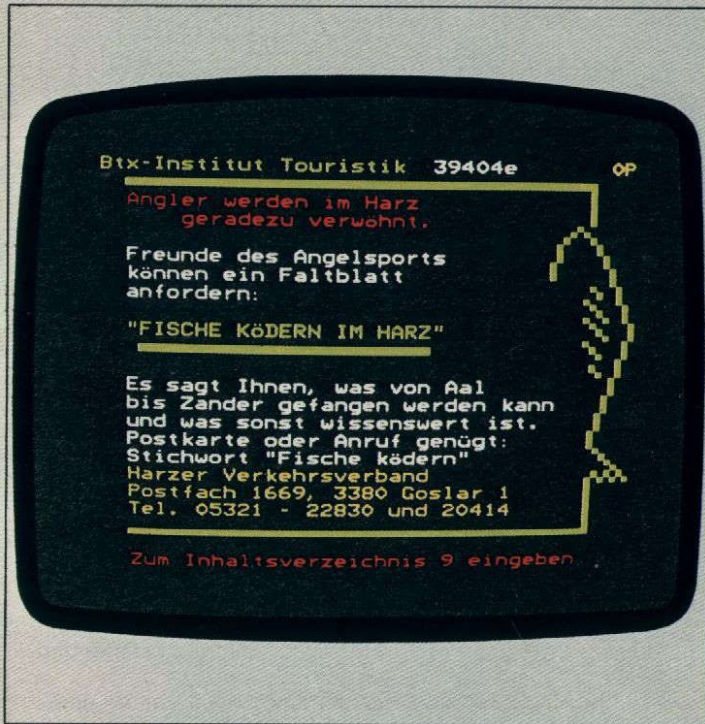 Btx-Institut Touristik 39404e 0P
Angler werden im Harz
geradezu verwöhnt.
Freunde des Angelsports
können ein Faltblatt
anfordern:
"FISCHE KöDERN IM HARZ"
Es sagt Ihnen, was von Aal
bis Zander gefangen werden kann
und was sonst wissenswert ist.
Postkarte oder Anruf genügt:
Stichwort "Fische ködern"
Harzer Verkehrsverband
Postfach 1669, 3380 Goslar 1
Tel. 05321 - 22830 und 20414
Zum Inhaltsverzeichnis 9 eingeben